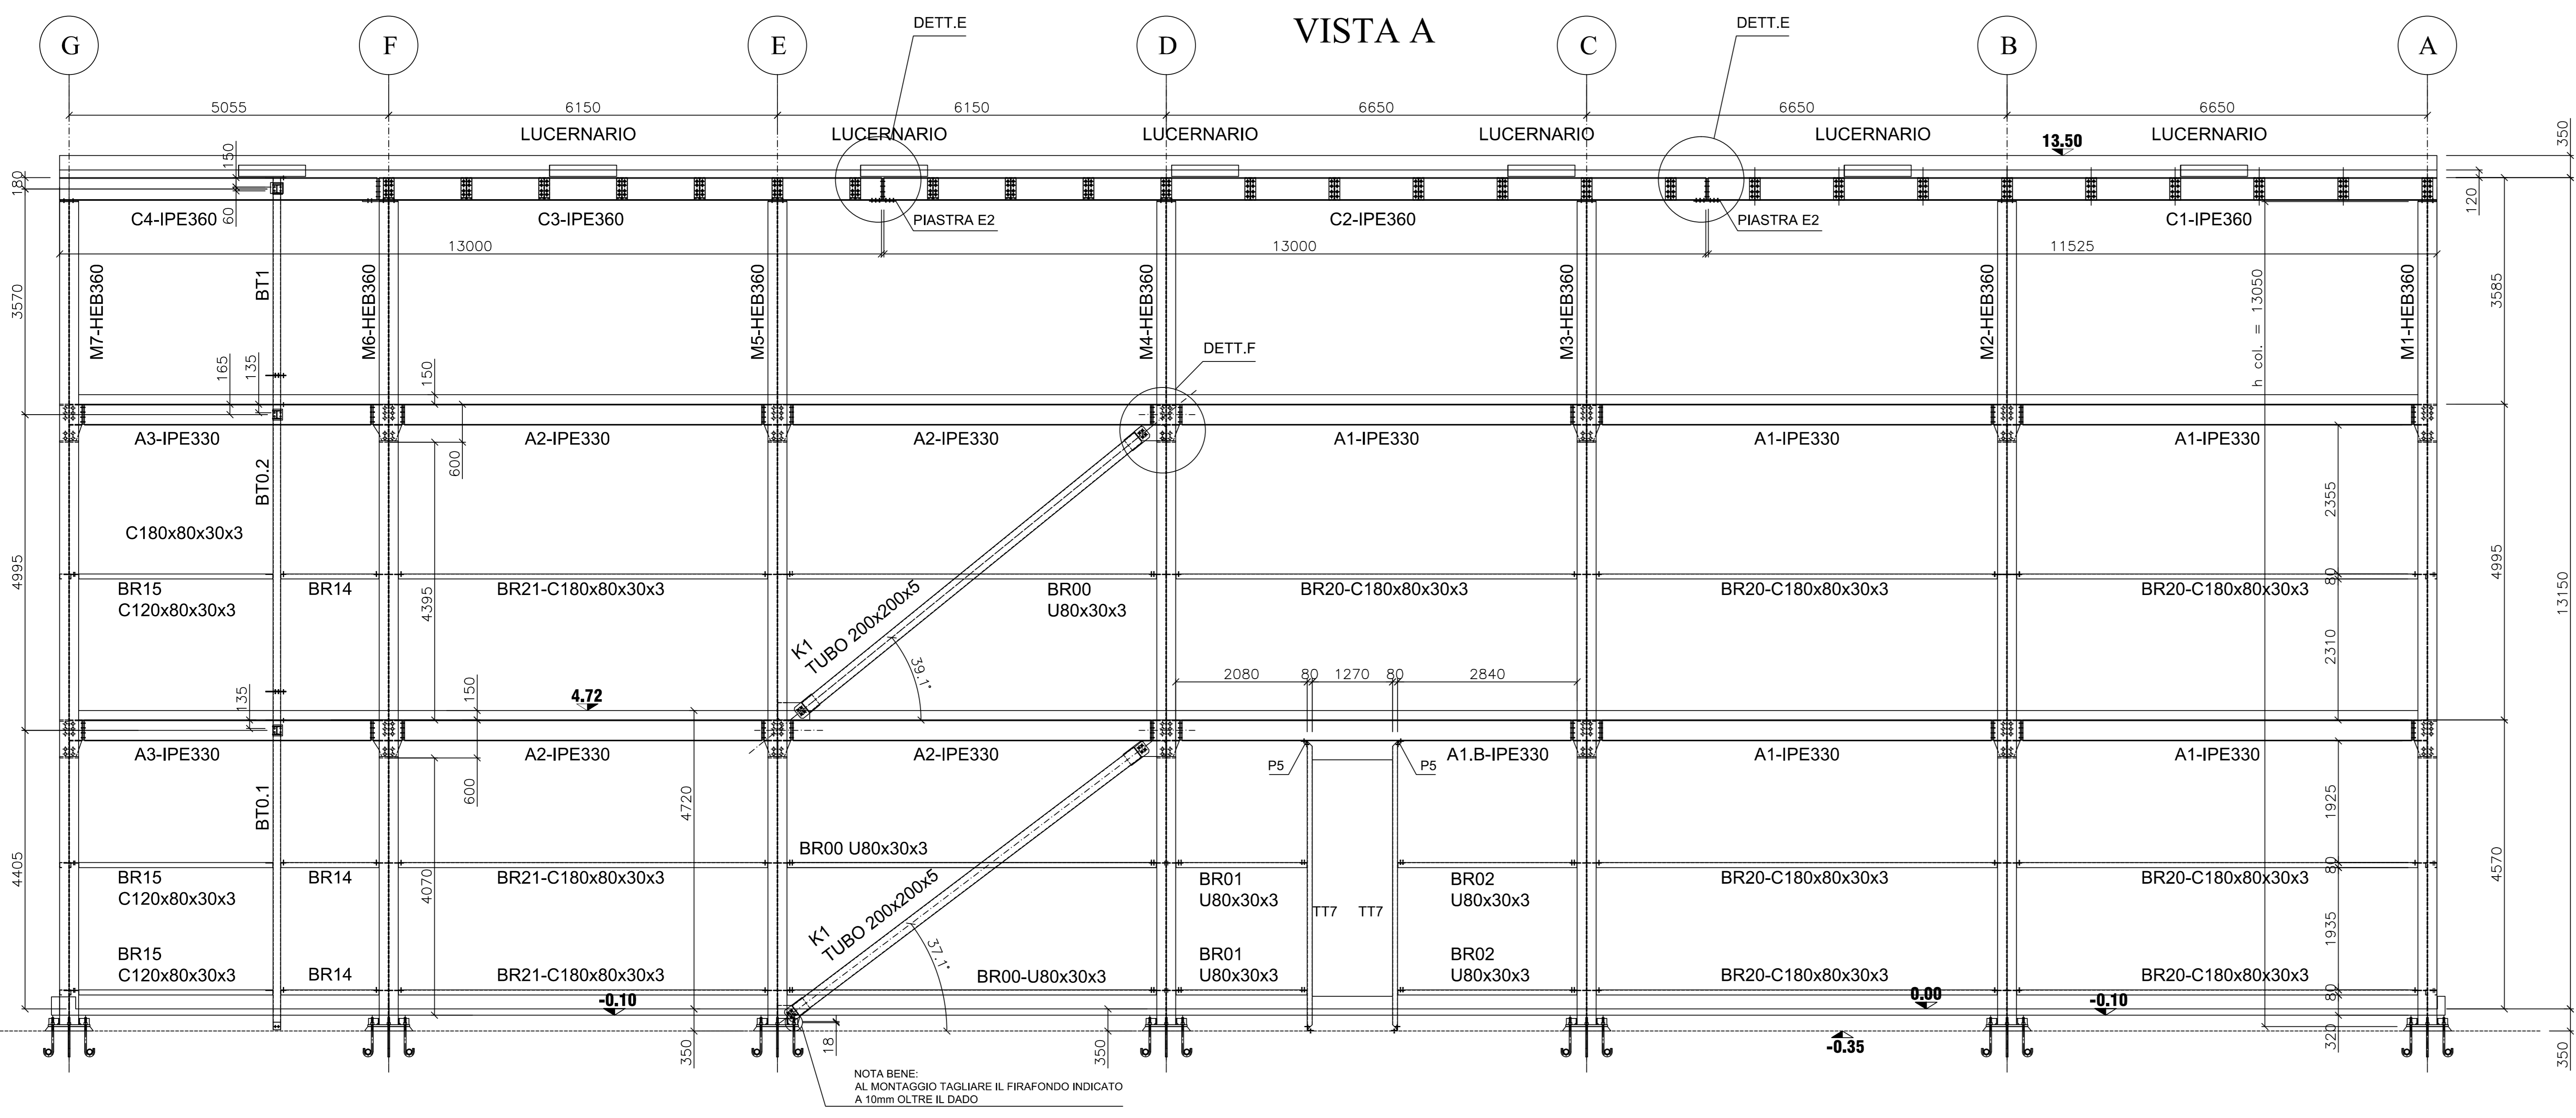 VISTA A
DETT.E
DETT.E
G
F
E
D
C
B
A
5055
6150
6150
6650
6650
6650
LUCERNARIO
LUCERNARIO
LUCERNARIO
LUCERNARIO
LUCERNARIO
LUCERNARIO
13.50
350
150
180
60
120
C4-IPE360
C3-IPE360
PIASTRA E2
C2-IPE360
PIASTRA E2
C1-IPE360
13000
13000
11525
M7-HEB360
BT1
M6-HEB360
M5-HEB360
M4-HEB360
M3-HEB360
M2-HEB360
h col. = 13050
M1-HEB360
3570
3585
DETT.F
165
135
150
A3-IPE330
A2-IPE330
A2-IPE330
A1-IPE330
A1-IPE330
A1-IPE330
600
BT0.2
2355
C180x80x30x3
4995
4995
80
13150
BR15
C120x80x30x3
BR14
BR21-C180x80x30x3
BR00
U80x30x3
BR20-C180x80x30x3
BR20-C180x80x30x3
BR20-C180x80x30x3
4395
K1
TUBO 200x200x5
39.1°
2310
2080
80
1270
80
2840
135
150
4.72
A3-IPE330
A2-IPE330
A2-IPE330
P5
P5
A1.B-IPE330
A1-IPE330
A1-IPE330
600
BT0.1
4720
1925
BR00 U80x30x3
4405
4070
4570
80
BR15
C120x80x30x3
BR14
BR21-C180x80x30x3
BR01
U80x30x3
BR02
U80x30x3
BR20-C180x80x30x3
BR20-C180x80x30x3
K1
TUBO 200x200x5
37.1°
TT7
TT7
1935
BR15
C120x80x30x3
BR14
BR21-C180x80x30x3
BR00-U80x30x3
BR01
U80x30x3
BR02
U80x30x3
BR20-C180x80x30x3
BR20-C180x80x30x3
-0.10
0.00
-0.10
80
320
350
18
350
-0.35
350
NOTA BENE:
AL MONTAGGIO TAGLIARE IL FIRAFONDO INDICATO
A 10mm OLTRE IL DADO